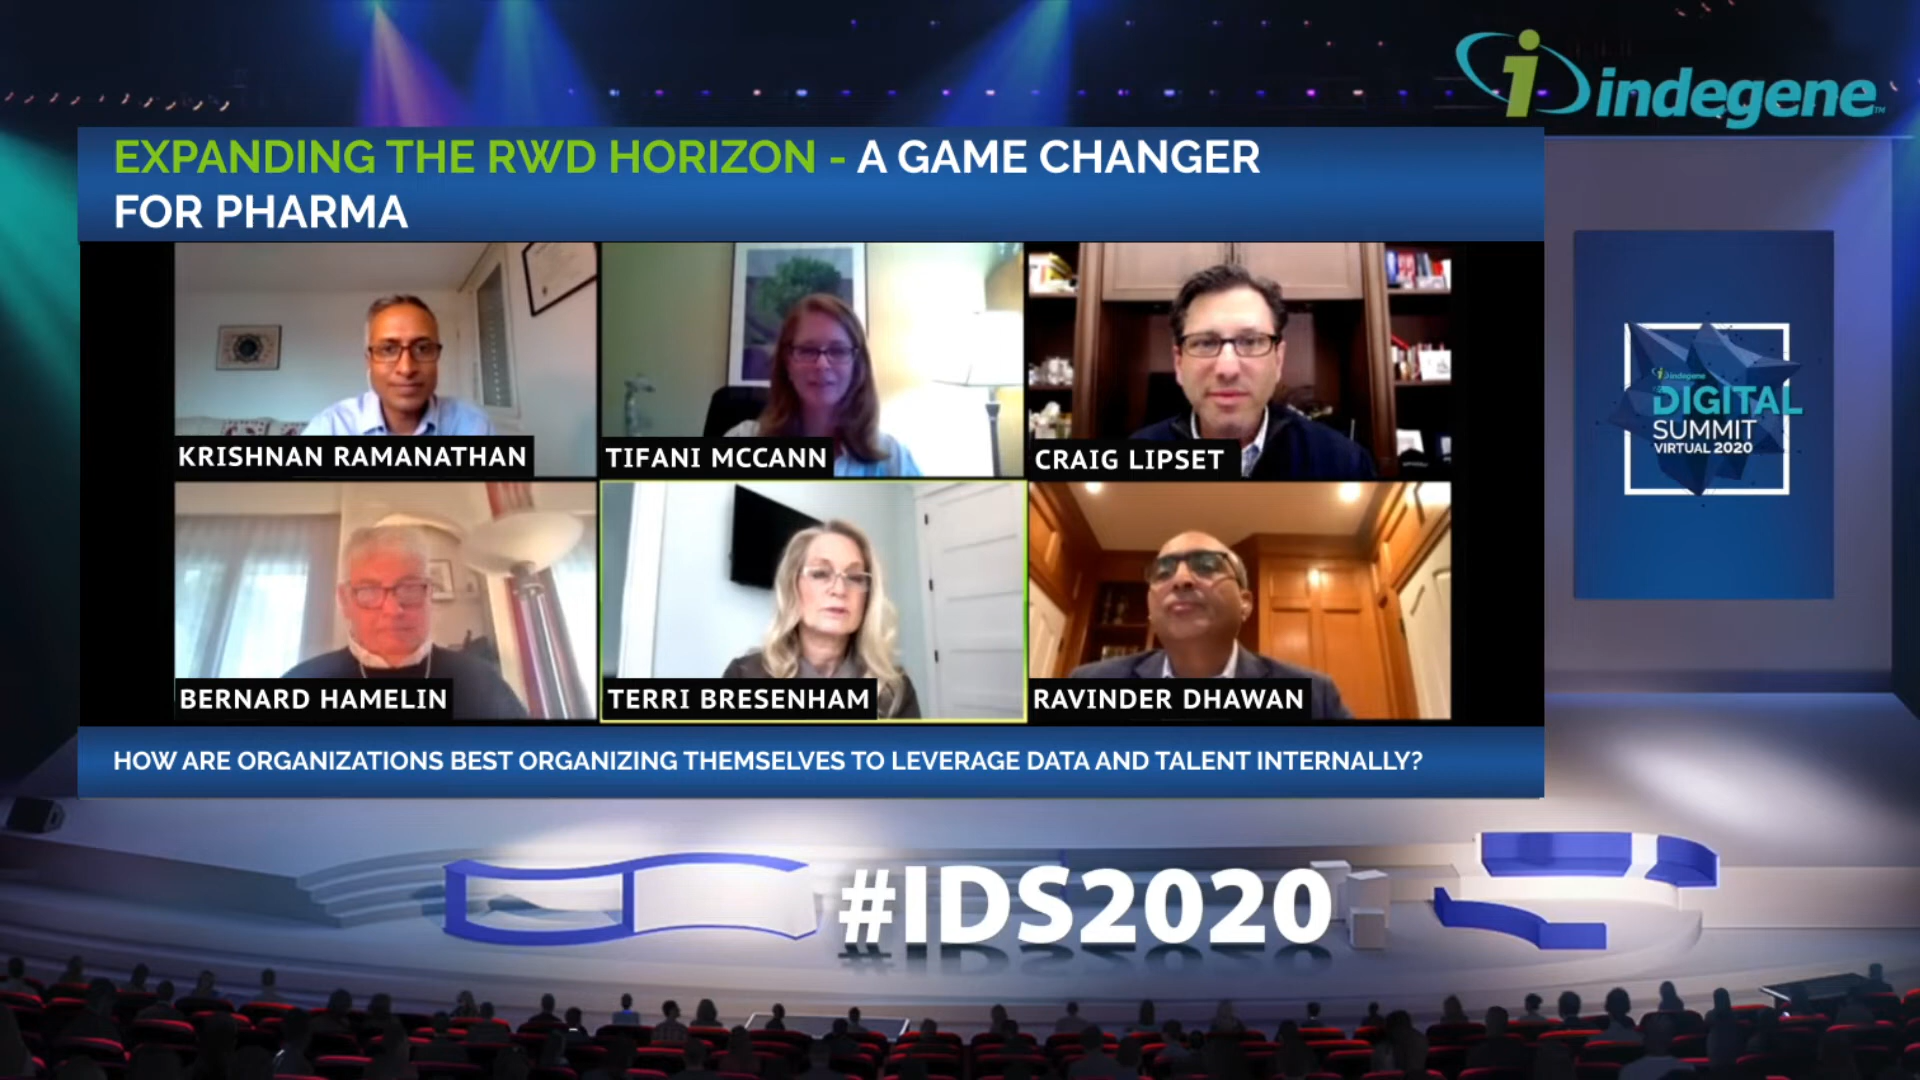 indegene™
EXPANDING THE RWD HORIZON - A GAME CHANGER
FOR PHARMA
KRISHNAN RAMANATHAN
TIFANI MCCANN
CRAIG LIPSET
BERNARD HAMELIN
TERRI BRESENHAM
RAVINDER DHAWAN
HOW ARE ORGANIZATIONS BEST ORGANIZING THEMSELVES TO LEVERAGE DATA AND TALENT INTERNALLY?
indegene
DIGITAL
SUMMIT
VIRTUAL 2020
#IDS2020